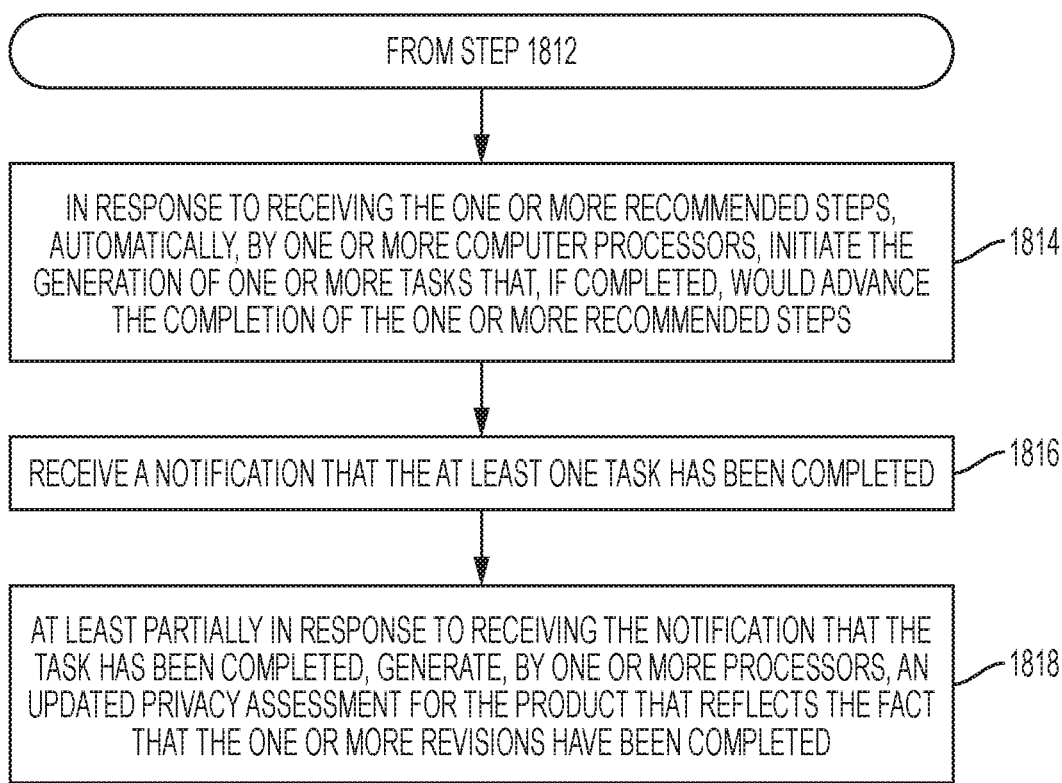 FROM STEP 1812
IN RESPONSE TO RECEIVING THE ONE OR MORE RECOMMENDED STEPS,
AUTOMATICALLY, BY ONE OR MORE COMPUTER PROCESSORS, INITIATE THE
GENERATION OF ONE OR MORE TASKS THAT, IF COMPLETED, WOULD ADVANCE
THE COMPLETION OF THE ONE OR MORE RECOMMENDED STEPS
1814
RECEIVE A NOTIFICATION THAT THE AT LEAST ONE TASK HAS BEEN COMPLETED
1816
AT LEAST PARTIALLY IN RESPONSE TO RECEIVING THE NOTIFICATION THAT THE
TASK HAS BEEN COMPLETED, GENERATE, BY ONE OR MORE PROCESSORS, AN
UPDATED PRIVACY ASSESSMENT FOR THE PRODUCT THAT REFLECTS THE FACT
THAT THE ONE OR MORE REVISIONS HAVE BEEN COMPLETED
1818